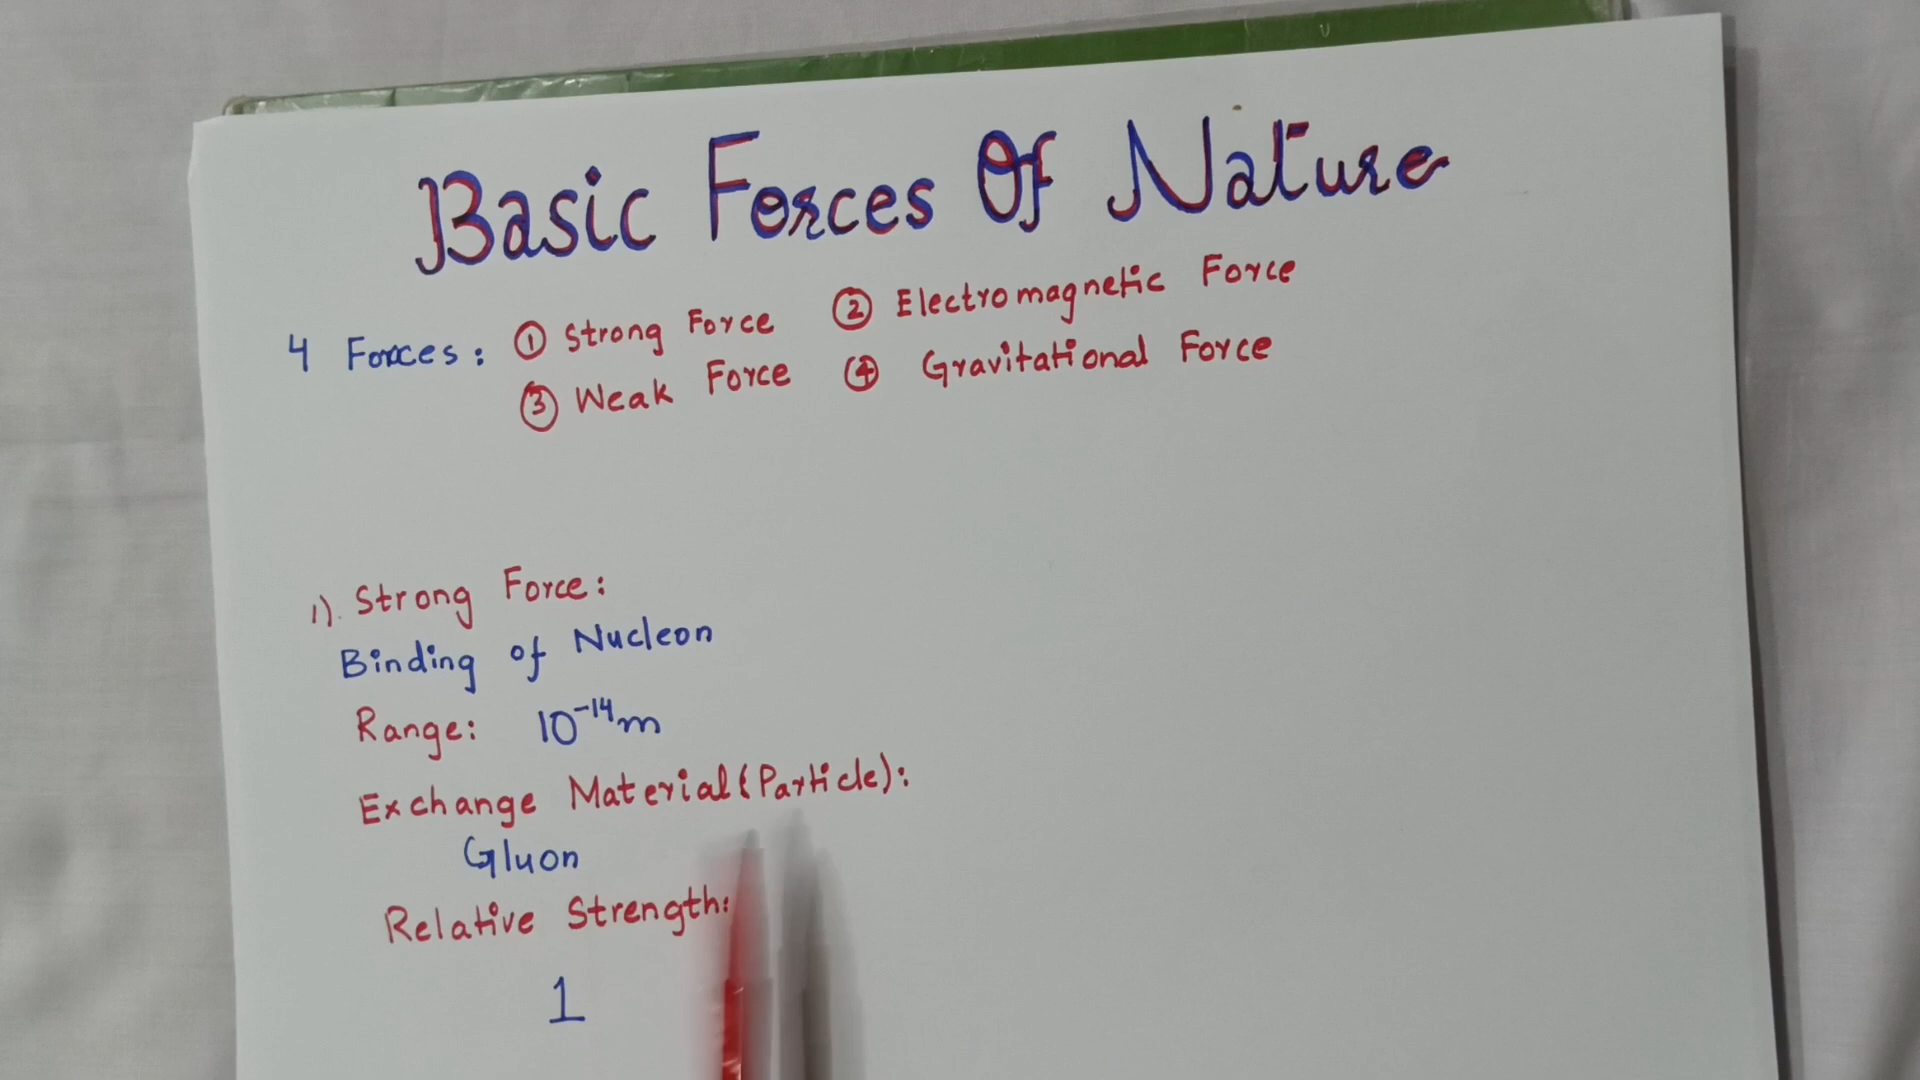 Basic Forces Of Nature
4 Forces: ① Strong Force ② Electromagnetic Force
③ Weak Force ④ Gravitational Force
1). Strong Force:
Binding of Nucleon
Range: 10⁻¹⁴m
Exchange Material (Particle):
Gluon
Relative Strength:
1